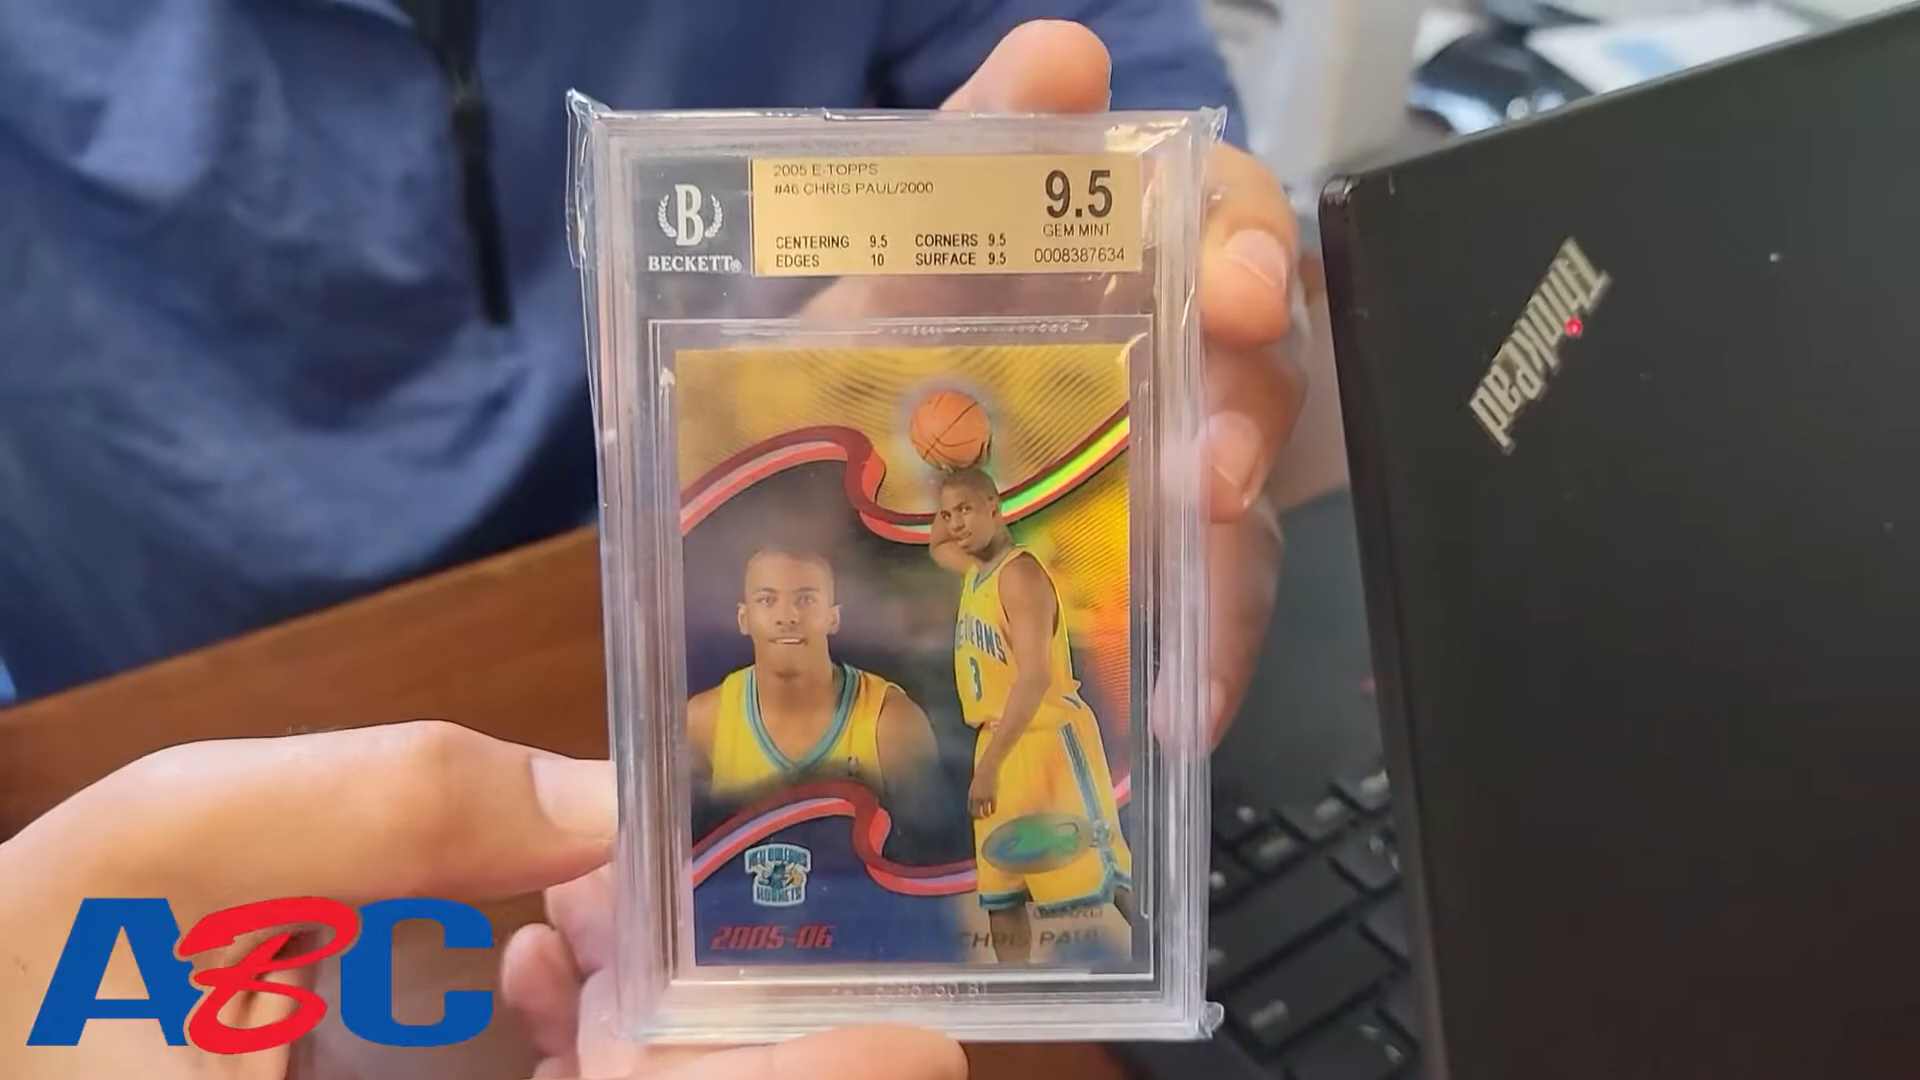 2005 E-TOPPS
#46 CHRIS PAUL/2000
9.5
GEM MINT
CENTERING 9.5 CORNERS 9.5
EDGES 10 SURFACE 9.5
0008387634
B
BECKETT®
ThinkPad
3
NEW ORLEANS
HORNETS
2005-06
CHRIS PAUL
ABC